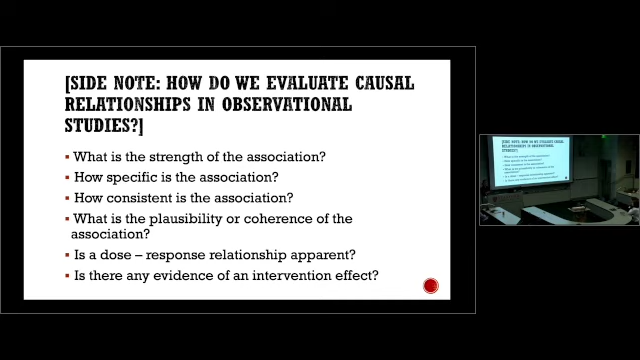 [SIDE NOTE: HOW DO WE EVALUATE CAUSAL
RELATIONSHIPS IN OBSERVATIONAL
STUDIES?]
▪ What is the strength of the association?
▪ How specific is the association?
▪ How consistent is the association?
▪ What is the plausibility or coherence of the
association?
▪ Is a dose – response relationship apparent?
▪ Is there any evidence of an intervention effect?